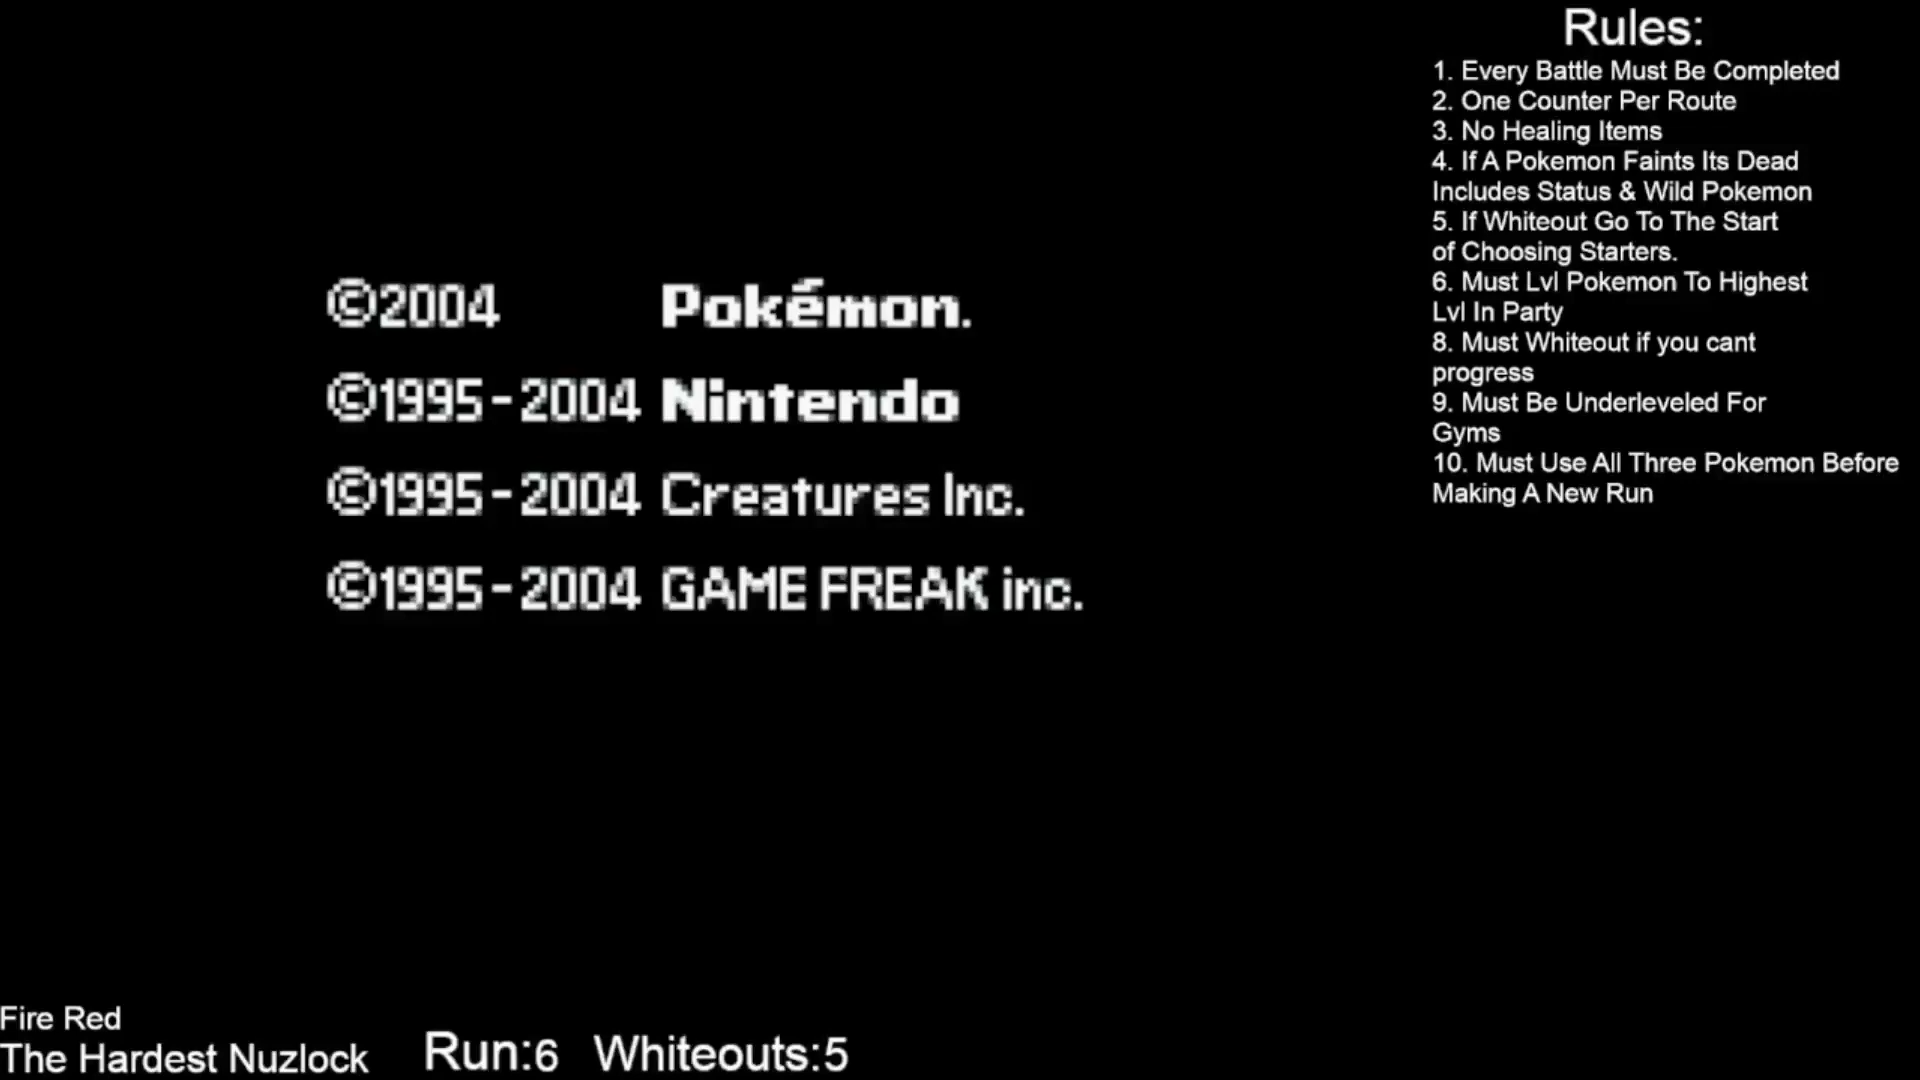 Rules:
1. Every Battle Must Be Completed
2. One Counter Per Route
3. No Healing Items
4. If A Pokemon Faints Its Dead
Includes Status & Wild Pokemon
5. If Whiteout Go To The Start
of Choosing Starters.
6. Must Lvl Pokemon To Highest
Lvl In Party
8. Must Whiteout if you cant
progress
9. Must Be Underleveled For
Gyms
10. Must Use All Three Pokemon Before
Making A New Run
©2004 Pokémon.
©1995-2004 Nintendo
©1995-2004 Creatures Inc.
©1995-2004 GAME FREAK inc.
Fire Red
The Hardest Nuzlock Run:6 Whiteouts:5